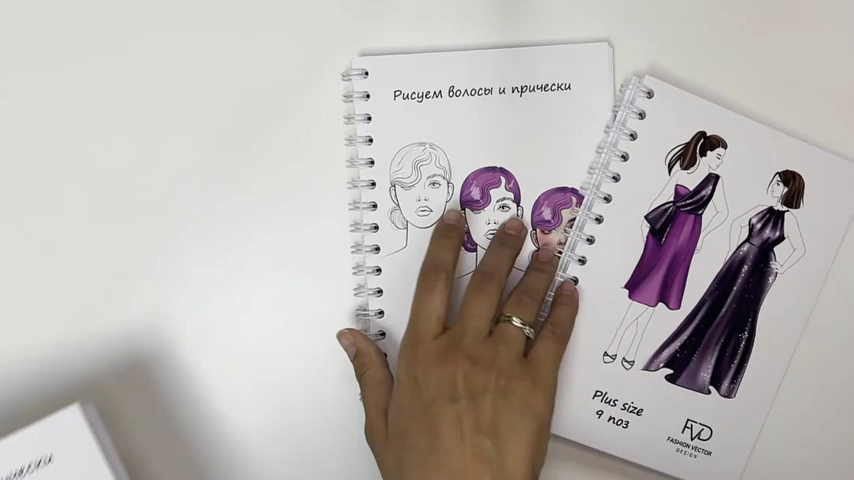 Рисуем волосы и прически
Plus size
9 поз
FVD
FASHION VECTOR
DESIGN